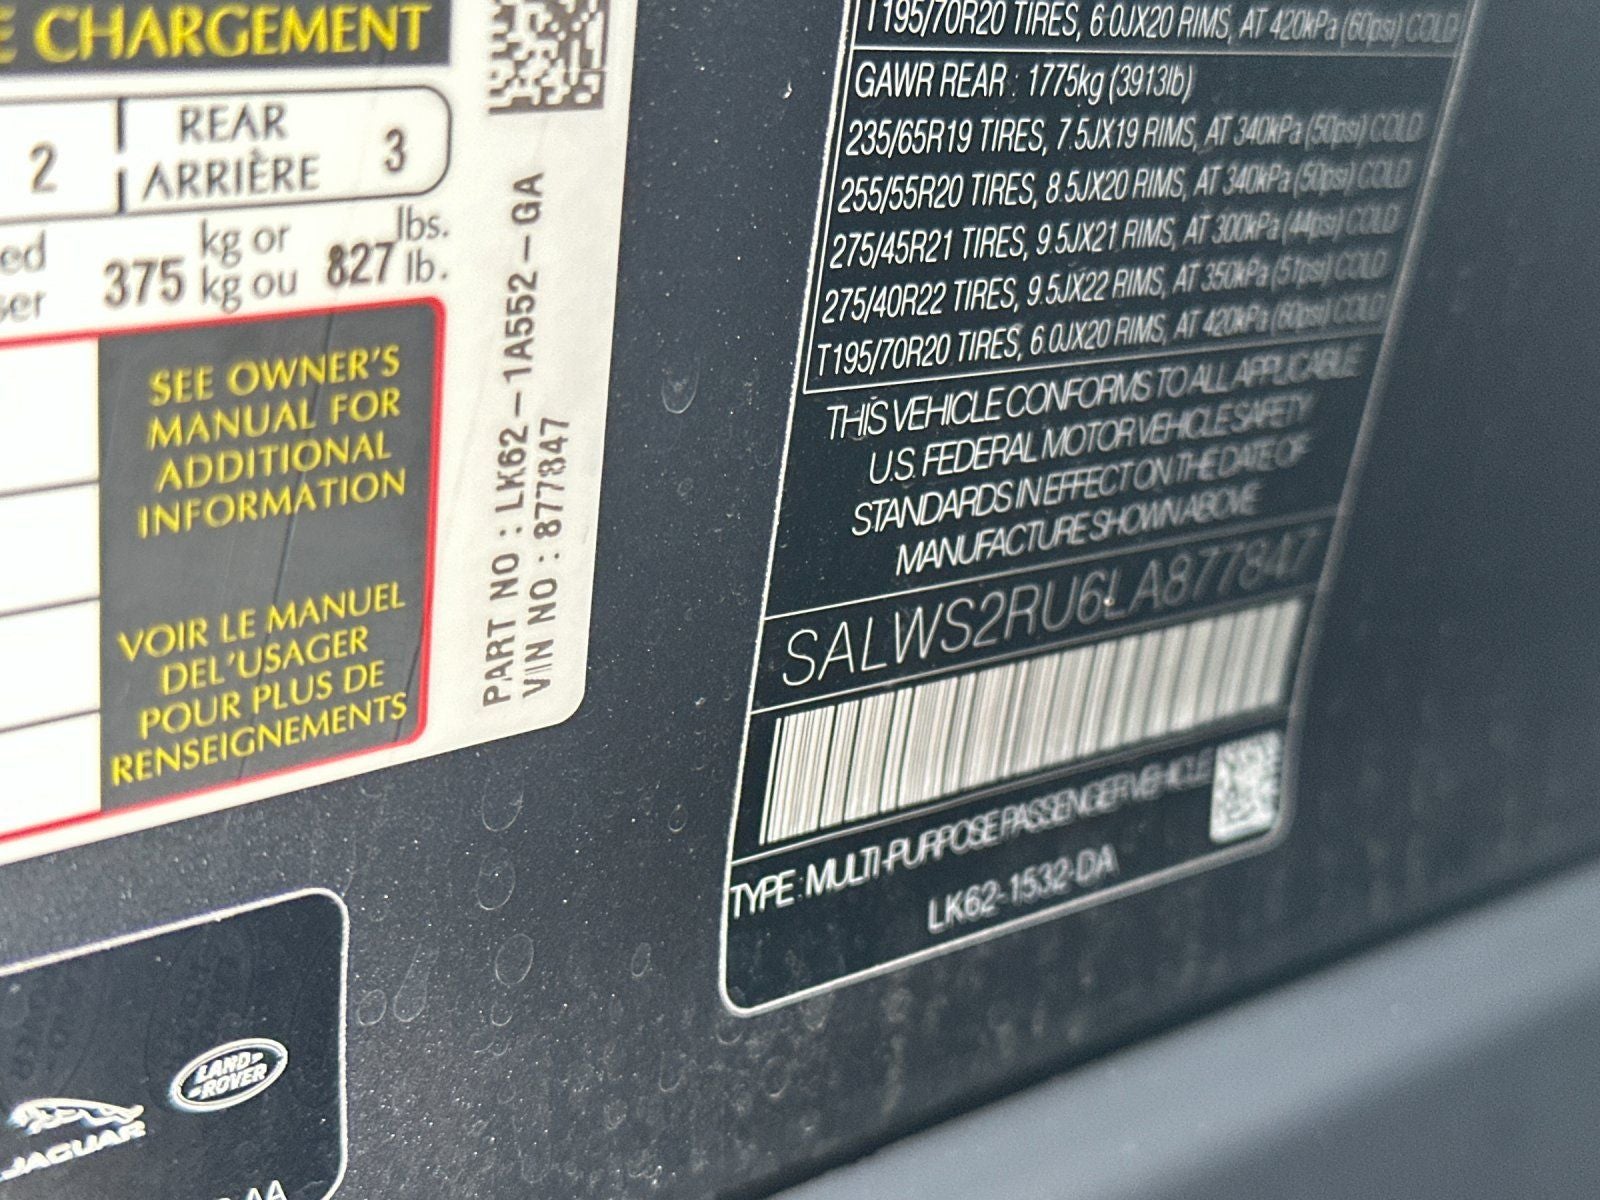 E CHARGEMENT
2
REAR
ARRIÈRE
3
ed
ser
375
kg or
kg ou
827
lbs.
lb.
SEE OWNER'S
MANUAL FOR
ADDITIONAL
INFORMATION
VOIR LE MANUEL
DEL'USAGER
POUR PLUS DE
RENSEIGNEMENTS
PART NO : LK62-1A552-GA
VIN NO : 877847
T195/70R20 TIRES, 6.0JX20 RIMS, AT 420kPa (60psi) COLD
GAWR REAR : 1775kg (3913lb)
235/65R19 TIRES, 7.5JX19 RIMS, AT 340kPa (50psi) COLD
255/55R20 TIRES, 8.5JX20 RIMS, AT 340kPa (50psi) COLD
275/45R21 TIRES, 9.5JX21 RIMS, AT 300kPa (44psi) COLD
275/40R22 TIRES, 9.5JX22 RIMS, AT 350kPa (51psi) COLD
T195/70R20 TIRES, 6.0JX20 RIMS, AT 420kPa (60psi) COLD
THIS VEHICLE CONFORMS TO ALL APPLICABLE
U.S. FEDERAL MOTOR VEHICLE SAFETY
STANDARDS IN EFFECT ON THE DATE OF
MANUFACTURE SHOWN ABOVE
SALWS2RU6LA877847
TYPE : MULTI-PURPOSE PASSENGER VEHICLE
LK62-1532-DA
LAND
ROVER
JAGUAR